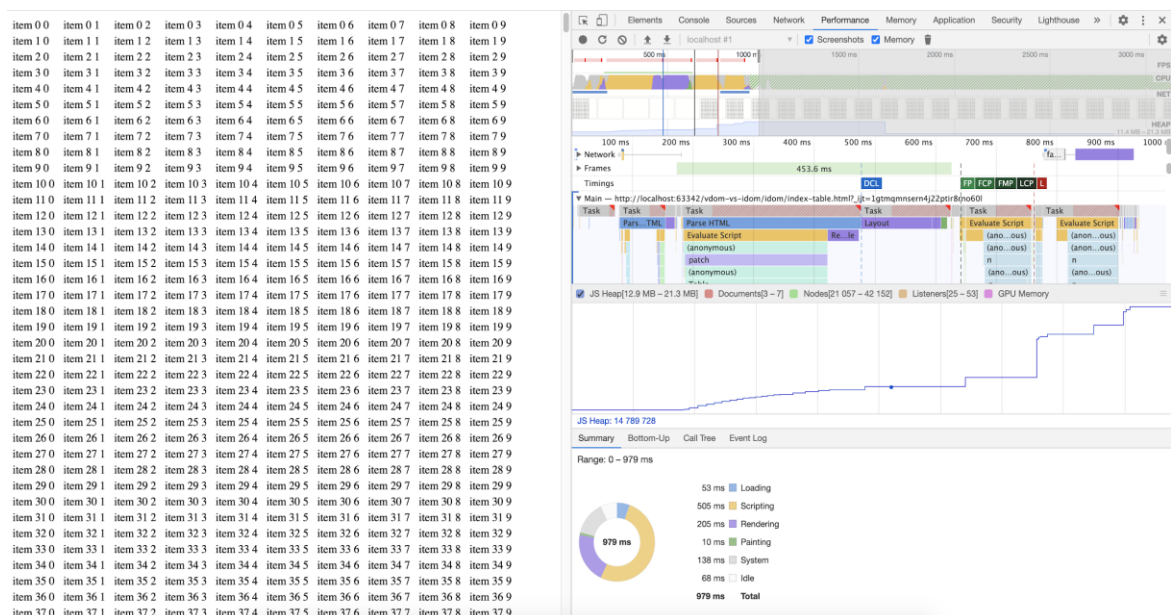 item 0 0 item 0 1 item 0 2 item 0 3 item 0 4 item 0 5 item 0 6 item 0 7 item 0 8 item 0 9
item 1 0 item 1 1 item 1 2 item 1 3 item 1 4 item 1 5 item 1 6 item 1 7 item 1 8 item 1 9
item 2 0 item 2 1 item 2 2 item 2 3 item 2 4 item 2 5 item 2 6 item 2 7 item 2 8 item 2 9
item 3 0 item 3 1 item 3 2 item 3 3 item 3 4 item 3 5 item 3 6 item 3 7 item 3 8 item 3 9
item 4 0 item 4 1 item 4 2 item 4 3 item 4 4 item 4 5 item 4 6 item 4 7 item 4 8 item 4 9
item 5 0 item 5 1 item 5 2 item 5 3 item 5 4 item 5 5 item 5 6 item 5 7 item 5 8 item 5 9
item 6 0 item 6 1 item 6 2 item 6 3 item 6 4 item 6 5 item 6 6 item 6 7 item 6 8 item 6 9
item 7 0 item 7 1 item 7 2 item 7 3 item 7 4 item 7 5 item 7 6 item 7 7 item 7 8 item 7 9
item 8 0 item 8 1 item 8 2 item 8 3 item 8 4 item 8 5 item 8 6 item 8 7 item 8 8 item 8 9
item 9 0 item 9 1 item 9 2 item 9 3 item 9 4 item 9 5 item 9 6 item 9 7 item 9 8 item 9 9
item 10 0 item 10 1 item 10 2 item 10 3 item 10 4 item 10 5 item 10 6 item 10 7 item 10 8 item 10 9
item 11 0 item 11 1 item 11 2 item 11 3 item 11 4 item 11 5 item 11 6 item 11 7 item 11 8 item 11 9
item 12 0 item 12 1 item 12 2 item 12 3 item 12 4 item 12 5 item 12 6 item 12 7 item 12 8 item 12 9
item 13 0 item 13 1 item 13 2 item 13 3 item 13 4 item 13 5 item 13 6 item 13 7 item 13 8 item 13 9
item 14 0 item 14 1 item 14 2 item 14 3 item 14 4 item 14 5 item 14 6 item 14 7 item 14 8 item 14 9
item 15 0 item 15 1 item 15 2 item 15 3 item 15 4 item 15 5 item 15 6 item 15 7 item 15 8 item 15 9
item 16 0 item 16 1 item 16 2 item 16 3 item 16 4 item 16 5 item 16 6 item 16 7 item 16 8 item 16 9
item 17 0 item 17 1 item 17 2 item 17 3 item 17 4 item 17 5 item 17 6 item 17 7 item 17 8 item 17 9
item 18 0 item 18 1 item 18 2 item 18 3 item 18 4 item 18 5 item 18 6 item 18 7 item 18 8 item 18 9
item 19 0 item 19 1 item 19 2 item 19 3 item 19 4 item 19 5 item 19 6 item 19 7 item 19 8 item 19 9
item 20 0 item 20 1 item 20 2 item 20 3 item 20 4 item 20 5 item 20 6 item 20 7 item 20 8 item 20 9
item 21 0 item 21 1 item 21 2 item 21 3 item 21 4 item 21 5 item 21 6 item 21 7 item 21 8 item 21 9
item 22 0 item 22 1 item 22 2 item 22 3 item 22 4 item 22 5 item 22 6 item 22 7 item 22 8 item 22 9
item 23 0 item 23 1 item 23 2 item 23 3 item 23 4 item 23 5 item 23 6 item 23 7 item 23 8 item 23 9
item 24 0 item 24 1 item 24 2 item 24 3 item 24 4 item 24 5 item 24 6 item 24 7 item 24 8 item 24 9
item 25 0 item 25 1 item 25 2 item 25 3 item 25 4 item 25 5 item 25 6 item 25 7 item 25 8 item 25 9
item 26 0 item 26 1 item 26 2 item 26 3 item 26 4 item 26 5 item 26 6 item 26 7 item 26 8 item 26 9
item 27 0 item 27 1 item 27 2 item 27 3 item 27 4 item 27 5 item 27 6 item 27 7 item 27 8 item 27 9
item 28 0 item 28 1 item 28 2 item 28 3 item 28 4 item 28 5 item 28 6 item 28 7 item 28 8 item 28 9
item 29 0 item 29 1 item 29 2 item 29 3 item 29 4 item 29 5 item 29 6 item 29 7 item 29 8 item 29 9
item 30 0 item 30 1 item 30 2 item 30 3 item 30 4 item 30 5 item 30 6 item 30 7 item 30 8 item 30 9
item 31 0 item 31 1 item 31 2 item 31 3 item 31 4 item 31 5 item 31 6 item 31 7 item 31 8 item 31 9
item 32 0 item 32 1 item 32 2 item 32 3 item 32 4 item 32 5 item 32 6 item 32 7 item 32 8 item 32 9
item 33 0 item 33 1 item 33 2 item 33 3 item 33 4 item 33 5 item 33 6 item 33 7 item 33 8 item 33 9
item 34 0 item 34 1 item 34 2 item 34 3 item 34 4 item 34 5 item 34 6 item 34 7 item 34 8 item 34 9
item 35 0 item 35 1 item 35 2 item 35 3 item 35 4 item 35 5 item 35 6 item 35 7 item 35 8 item 35 9
item 36 0 item 36 1 item 36 2 item 36 3 item 36 4 item 36 5 item 36 6 item 36 7 item 36 8 item 36 9
item 37 0 item 37 1 item 37 2 item 37 3 item 37 4 item 37 5 item 37 6 item 37 7 item 37 8 item 37 9
Elements Console Sources Network Performance Memory Application Security Lighthouse »
localhost #1 Screenshots Memory
500 ms 1000 m 1500 ms 2000 ms 2500 ms 3000 ms
FPS
CPU
NET
HEAP
11.4 MB – 21.3 MB
100 ms 200 ms 300 ms 400 ms 500 ms 600 ms 700 ms 800 ms 900 ms 1000
Network fa...
Frames 453.6 ms
Timings DCL FP FCP FMP LCP L
Main — http://localhost:63342/vdom-vs-idom/idom/index-table.html?_ijt=1gtmqmnsern4j22ptir8rno60l
Task Task Task Task Task Task
Pars...TML Parse HTML Layout Evaluate Script Evaluate Script
Evaluate Script Re...le (ano...ous) (anon...ous)
(anonymous) (ano...ous) (anon...ous)
patch n n
(anonymous) (ano...ous) (ano...ous)
JS Heap[12.9 MB – 21.3 MB] Documents[3 – 7] Nodes[21 057 – 42 152] Listeners[25 – 53] GPU Memory
JS Heap: 14 789 728
Summary Bottom-Up Call Tree Event Log
Range: 0 – 979 ms
979 ms
53 ms Loading
505 ms Scripting
205 ms Rendering
10 ms Painting
138 ms System
68 ms Idle
979 ms Total